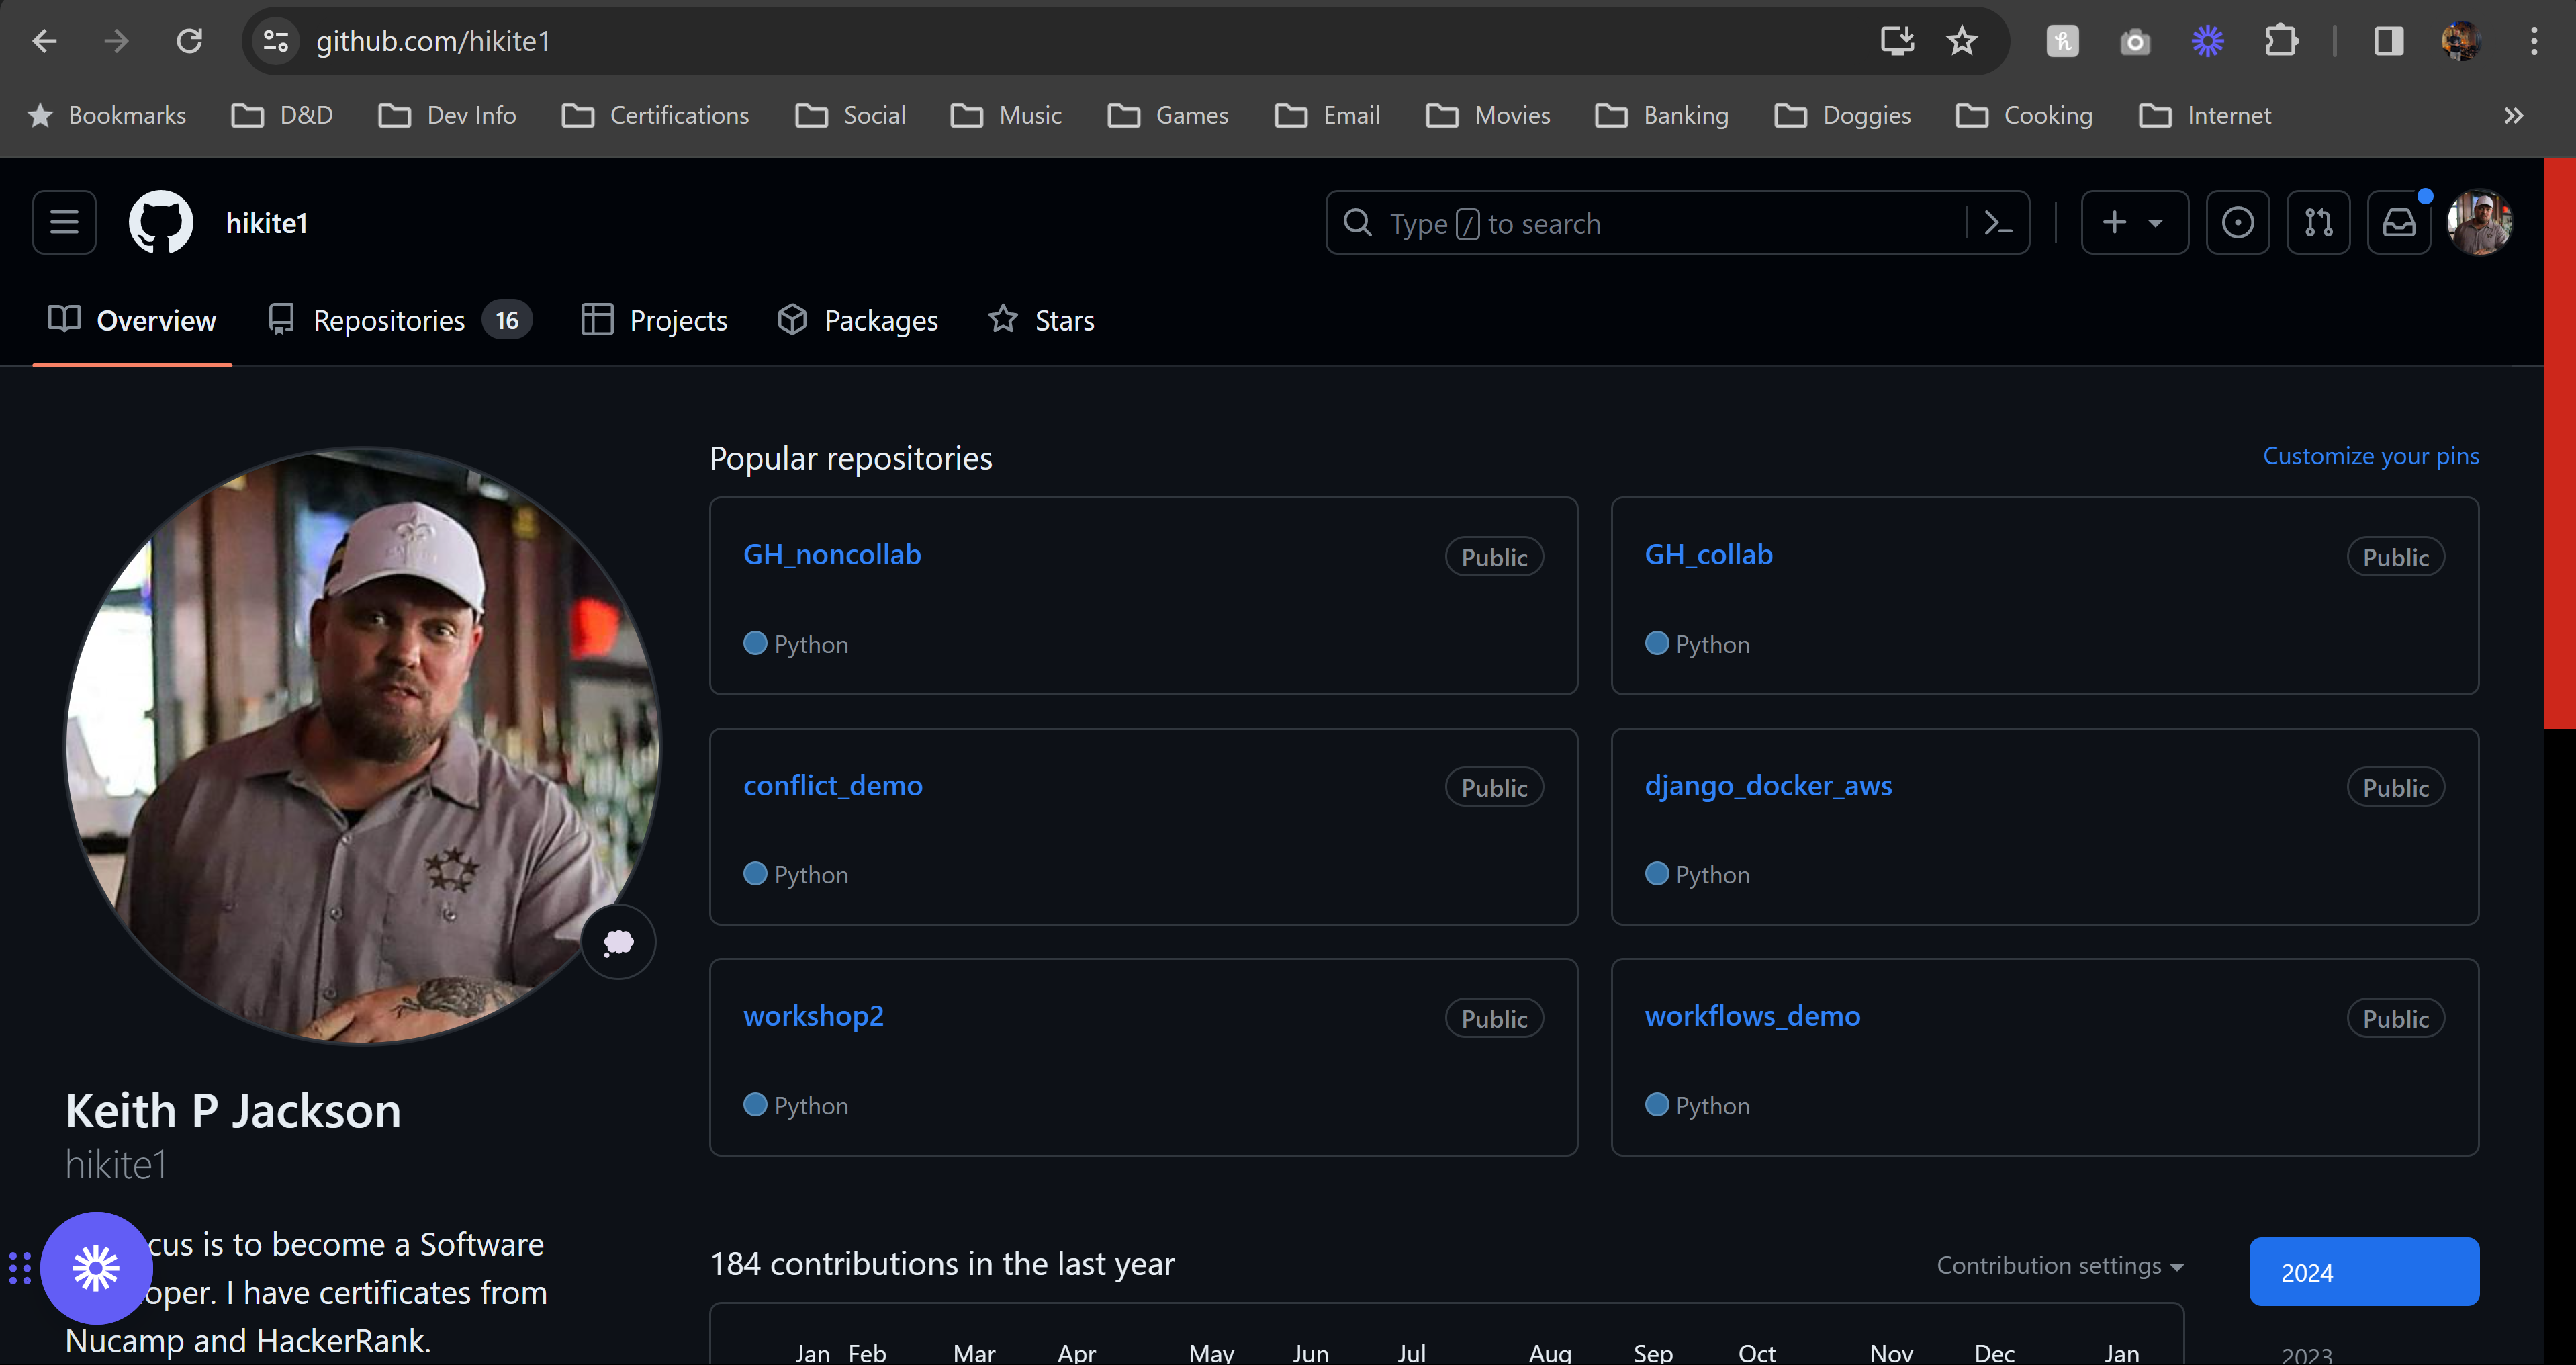 github.com/hikite1
Bookmarks D&D Dev Info Certifications Social Music Games Email Movies Banking Doggies Cooking Internet
hikite1
Type / to search
Overview Repositories 16 Projects Packages Stars
Popular repositories
Customize your pins
GH_noncollab Public
Python
GH_collab Public
Python
conflict_demo Public
Python
django_docker_aws Public
Python
workshop2 Public
Python
workflows_demo Public
Python
Keith P Jackson
hikite1
cus is to become a Software
oper. I have certificates from
Nucamp and HackerRank.
184 contributions in the last year
Contribution settings
2024
2023
Jan Feb Mar Apr May Jun Jul Aug Sep Oct Nov Dec Jan